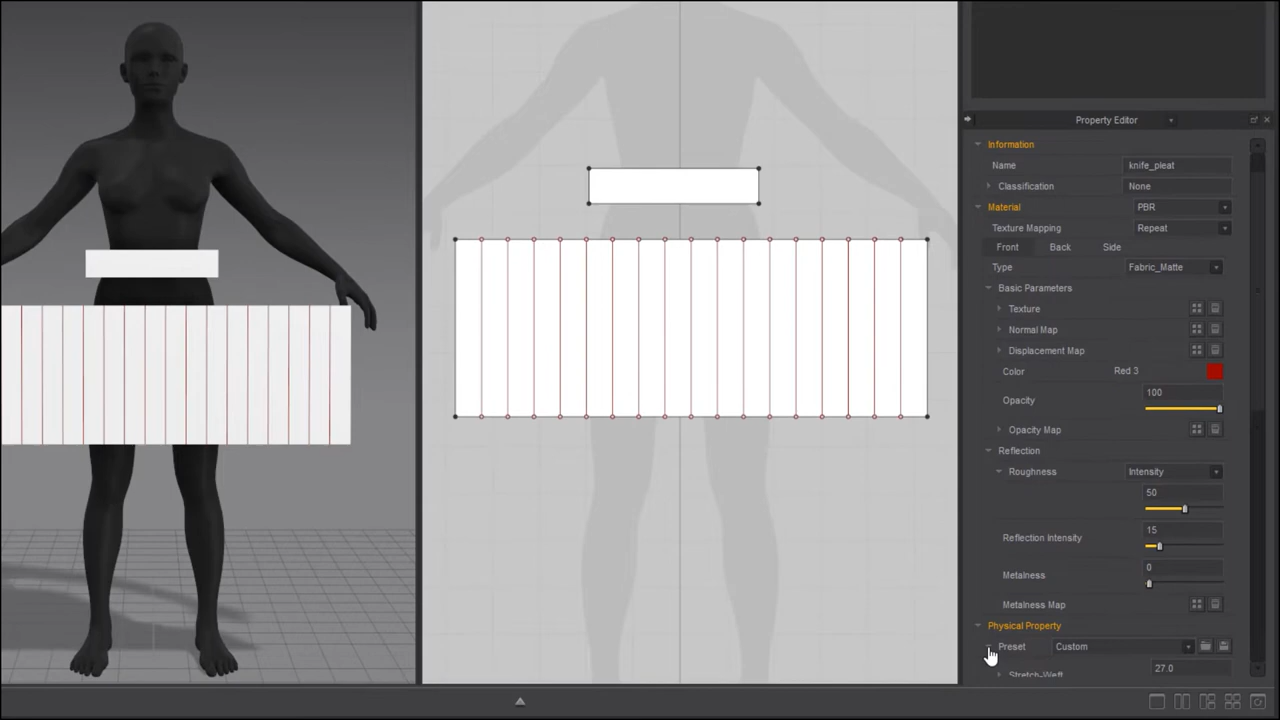 Property Editor
Information
Name knife_pleat
Classification None
Material PBR
Texture Mapping Repeat
Front Back Side
Type Fabric_Matte
Basic Parameters
Texture
Normal Map
Displacement Map
Color Red 3
Opacity 100
Opacity Map
Reflection
Roughness Intensity
50
Reflection Intensity 15
Metalness 0
Metalness Map
Physical Property
Preset Custom
Stretch-Weft 27.0